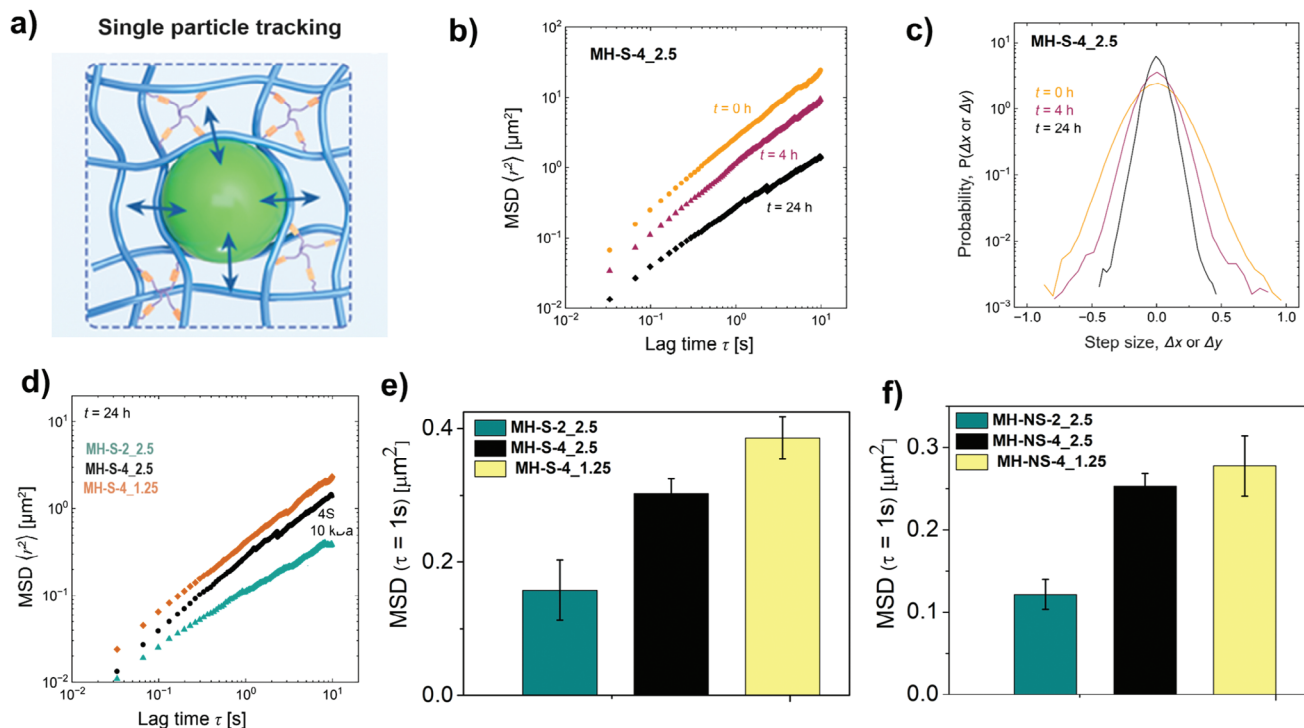 a)
Single particle tracking
b)
MH-S-4_2.5
t = 0 h
t = 4 h
t = 24 h
MSD ⟨r²⟩ [µm²]
10²
10¹
10⁰
10⁻¹
10⁻²
10⁻² 10⁻¹ 10⁰ 10¹
Lag time τ [s]
c)
MH-S-4_2.5
t = 0 h
t = 4 h
t = 24 h
Probability, P(Δx or Δy)
10¹
10⁰
10⁻¹
10⁻²
10⁻³
−1.0 −0.5 0.0 0.5 1.0
Step size, Δx or Δy
d)
t = 24 h
MH-S-2_2.5
MH-S-4_2.5
MH-S-4_1.25
4S
MSD ⟨r²⟩ [µm²]
10¹
10⁰
10⁻¹
10⁻²
10⁻² 10⁻¹ 10⁰ 10¹
Lag time τ [s]
e)
MH-S-2_2.5
MH-S-4_2.5
MH-S-4_1.25
MSD (τ = 1s) [µm²]
0.4
0.2
0.0
f)
MH-NS-2_2.5
MH-NS-4_2.5
MH-NS-4_1.25
MSD (τ = 1s) [µm²]
0.3
0.2
0.1
0.0